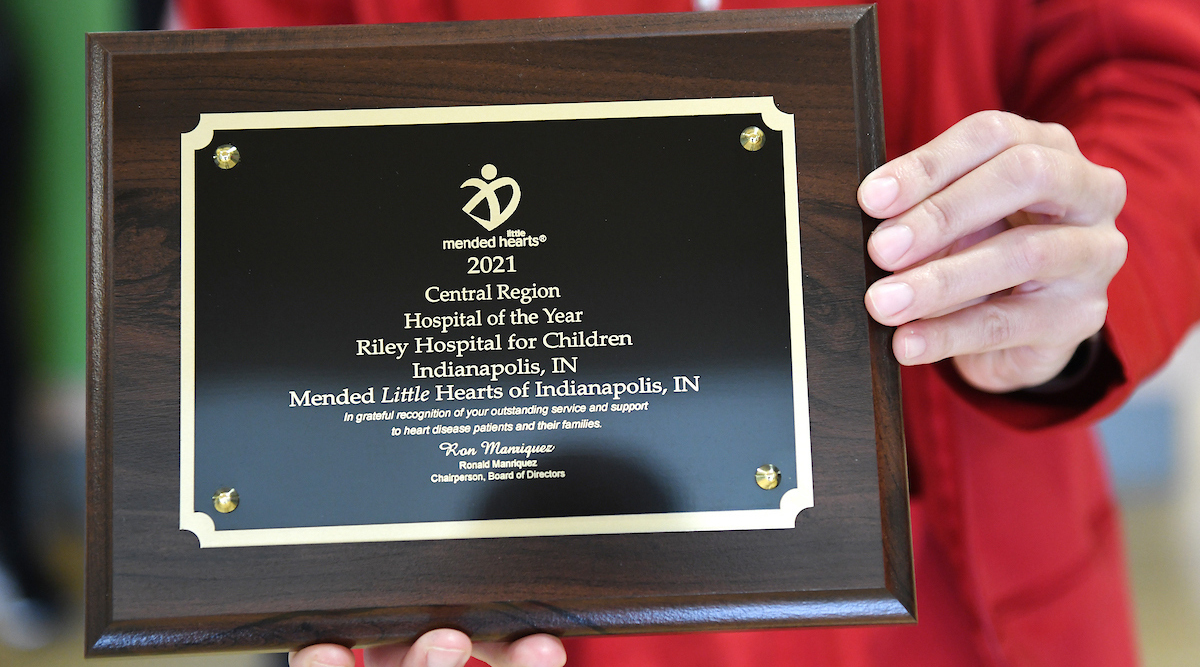 little
mended hearts®
2021
Central Region
Hospital of the Year
Riley Hospital for Children
Indianapolis, IN
Mended Little Hearts of Indianapolis, IN
In grateful recognition of your outstanding service and support
to heart disease patients and their families.
Ron Manriquez
Ronald Manriquez
Chairperson, Board of Directors